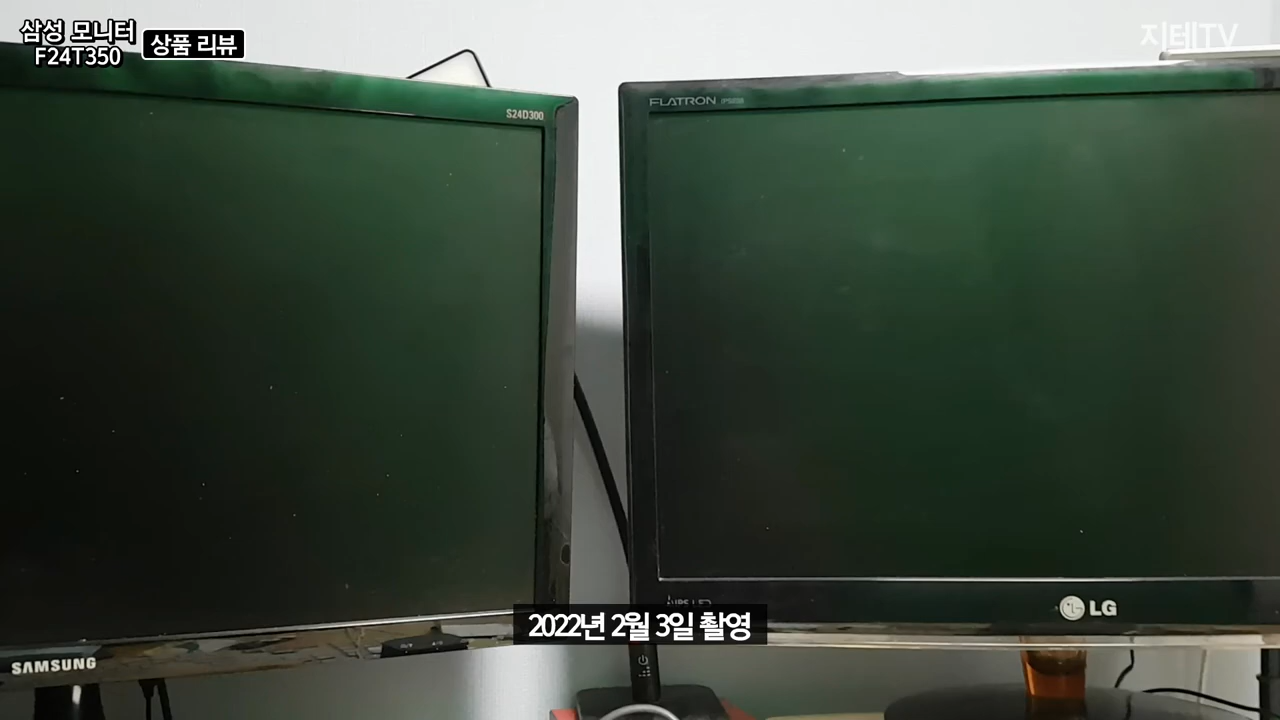 삼성 모니터
F24T350
상품 리뷰
지테TV
S24D300
FLATRON
LG
2022년 2월 3일 촬영
SAMSUNG